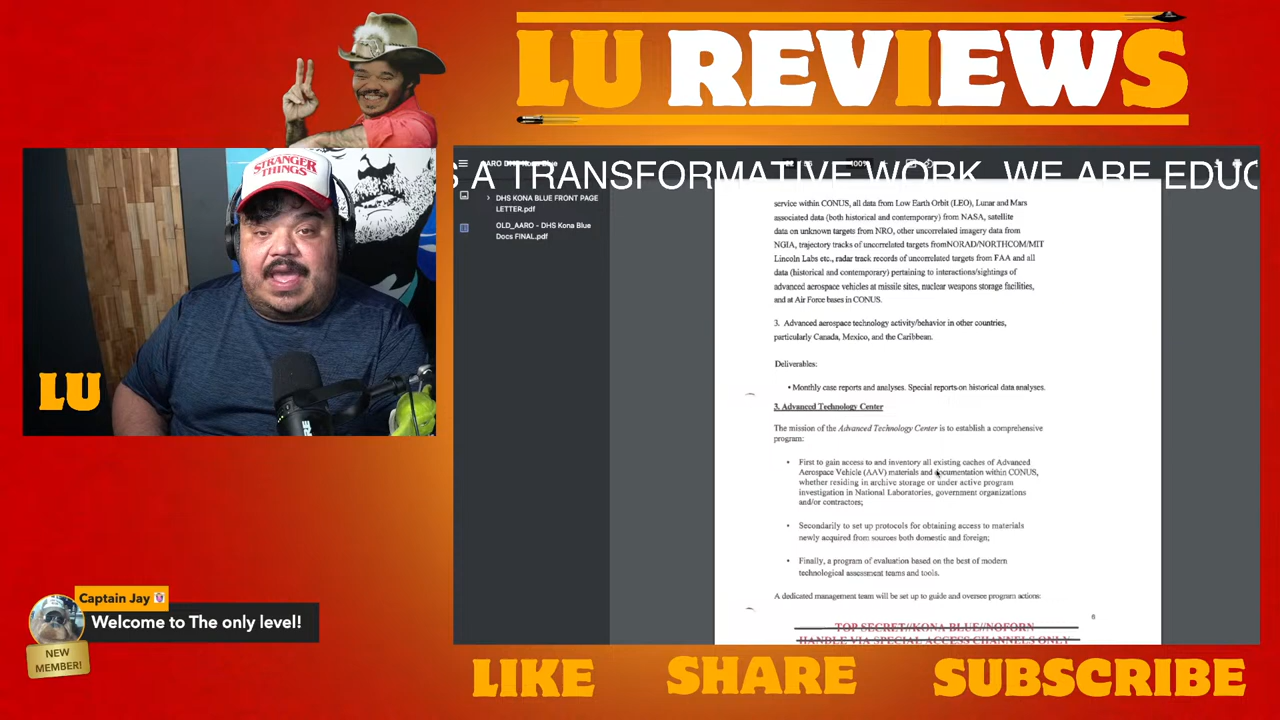 LU REVIEWS
S A TRANSFORMATIVE WORK. WE ARE EDUC
AARO DHS Kona Blue
100%
DHS KONA BLUE FRONT PAGE
LETTER.pdf
OLD_AARO - DHS Kona Blue
Docs FINAL.pdf
service within CONUS, all data from Low Earth Orbit (LEO), Lunar and Mars
associated data (both historical and contemporary) from NASA, satellite
data on unknown targets from NRO, other uncorrelated imagery data from
NGIA, trajectory tracks of uncorrelated targets fromNORAD/NORTHCOM/MIT
Lincoln Labs etc., radar track records of uncorrelated targets from FAA and all
data (historical and contemporary) pertaining to interactions/sightings of
advanced aerospace vehicles at missile sites, nuclear weapons storage facilities,
and at Air Force bases in CONUS.
3. Advanced aerospace technology activity/behavior in other countries,
particularly Canada, Mexico, and the Caribbean.
Deliverables:
• Monthly case reports and analyses. Special reports on historical data analyses.
3. Advanced Technology Center
The mission of the Advanced Technology Center is to establish a comprehensive
program:
• First to gain access to and inventory all existing caches of Advanced
Aerospace Vehicle (AAV) materials and documentation within CONUS,
whether residing in archive storage or under active program
investigation in National Laboratories, government organizations
and/or contractors;
• Secondarily to set up protocols for obtaining access to materials
newly acquired from sources both domestic and foreign;
• Finally, a program of evaluation based on the best of modern
technological assessment teams and tools.
A dedicated management team will be set up to guide and oversee program actions:
6
TOP SECRET//KONA BLUE//NOFORN
HANDLE VIA SPECIAL ACCESS CHANNELS ONLY
STRANGER
THINGS
LU
Captain Jay
Welcome to The only level!
NEW
MEMBER!
LIKE SHARE SUBSCRIBE